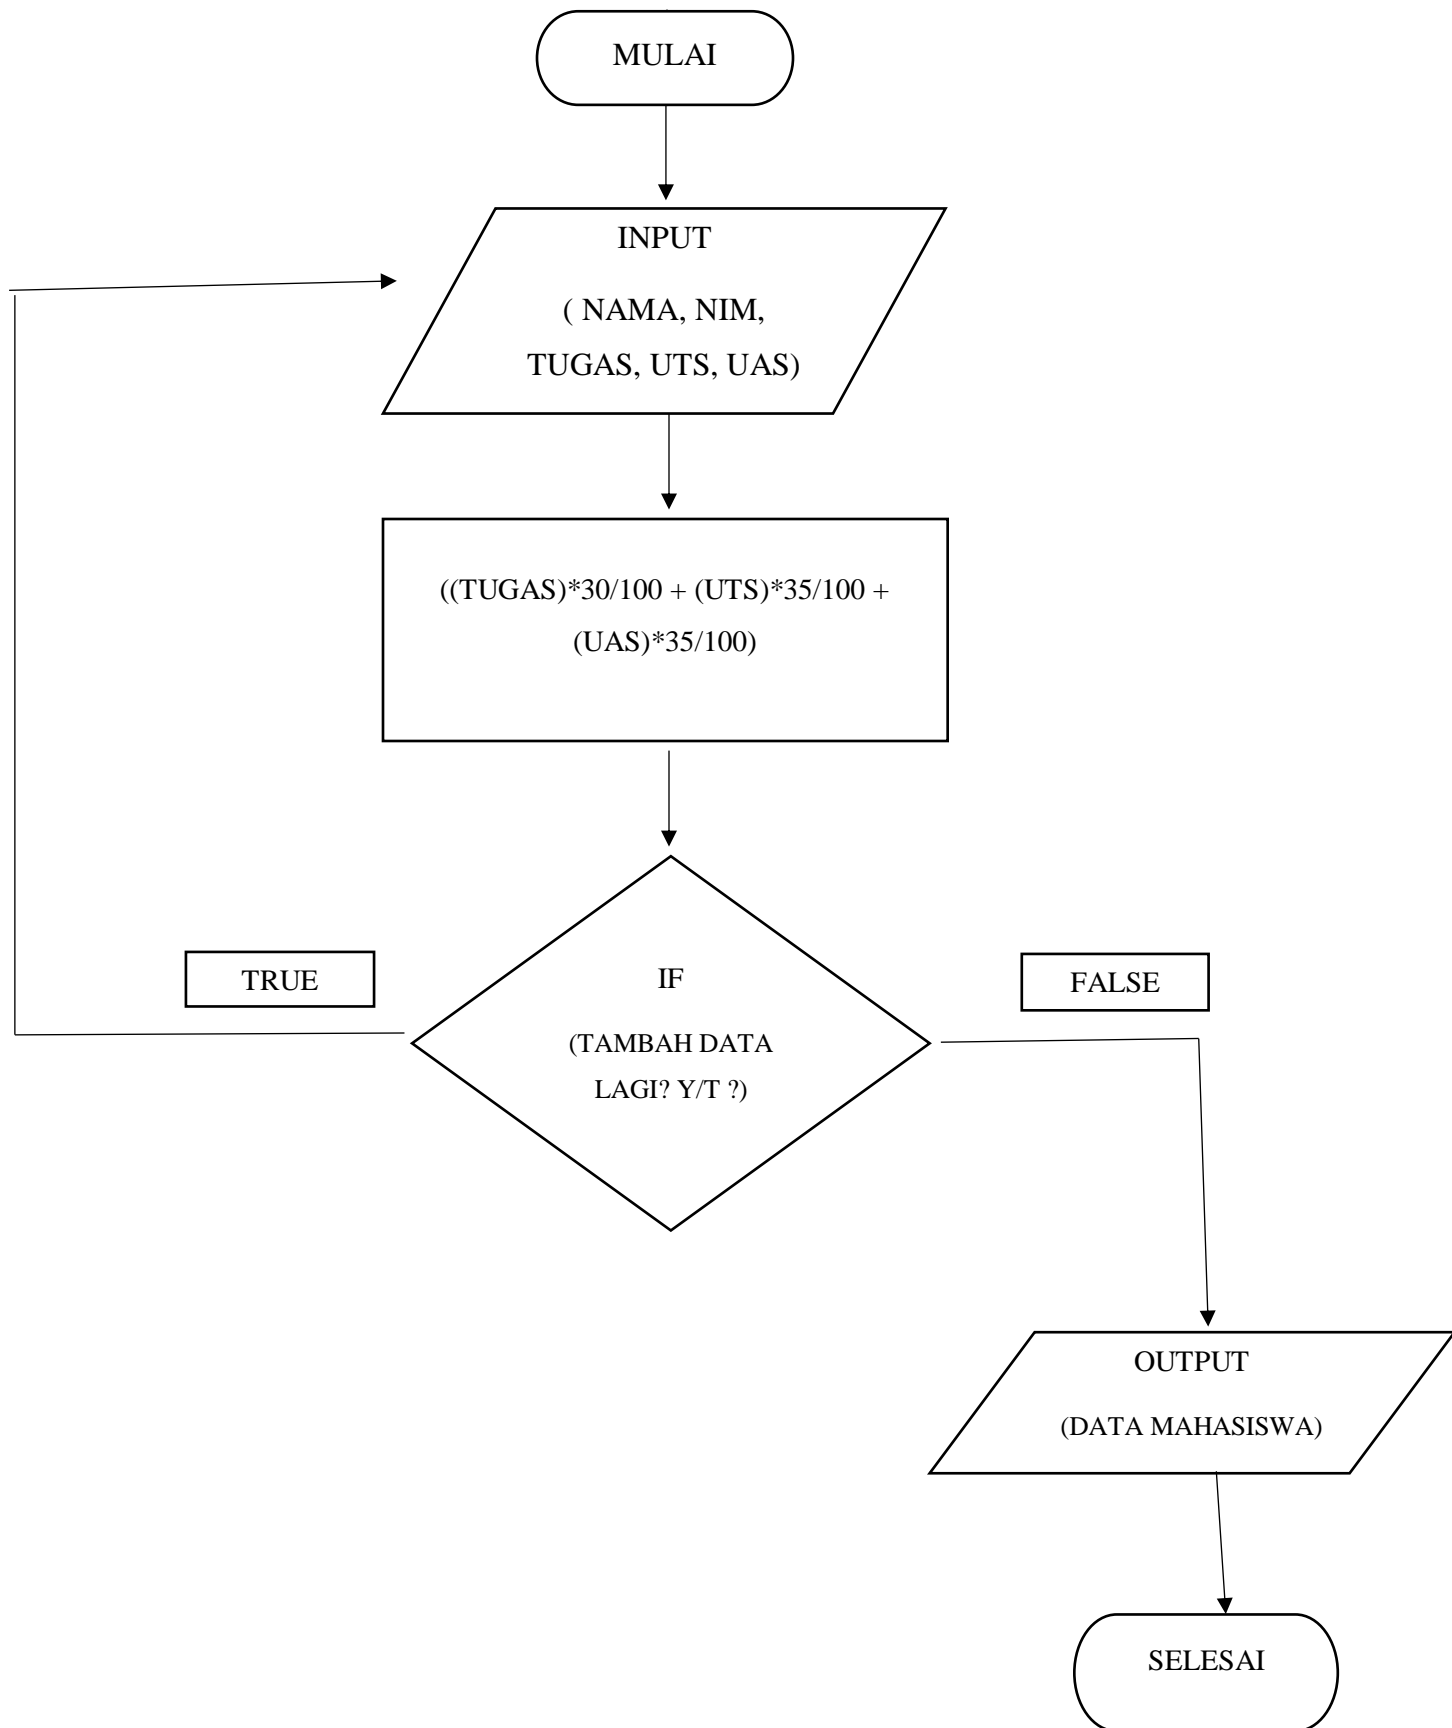 MULAI
INPUT
( NAMA, NIM,
TUGAS, UTS, UAS)
((TUGAS)*30/100 + (UTS)*35/100 +
(UAS)*35/100)
TRUE
IF
(TAMBAH DATA
LAGI? Y/T ?)
FALSE
OUTPUT
(DATA MAHASISWA)
SELESAI